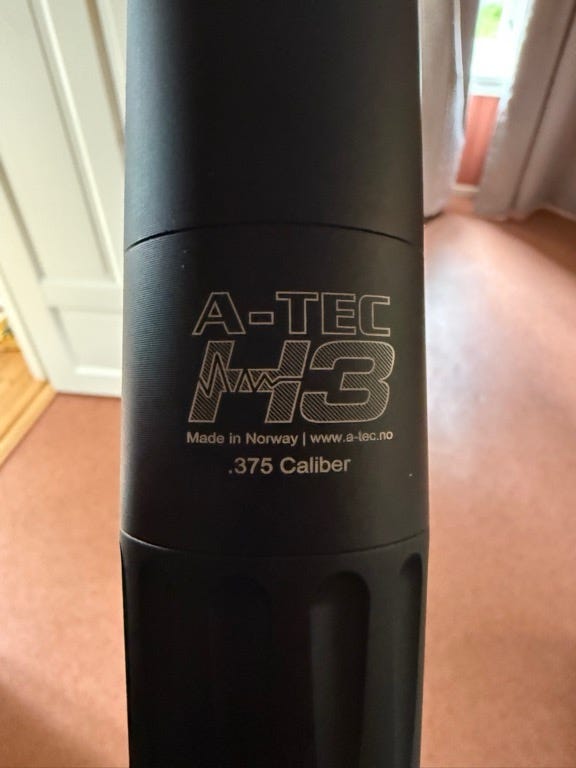 A-TEC
H3
Made in Norway | www.a-tec.no
.375 Caliber